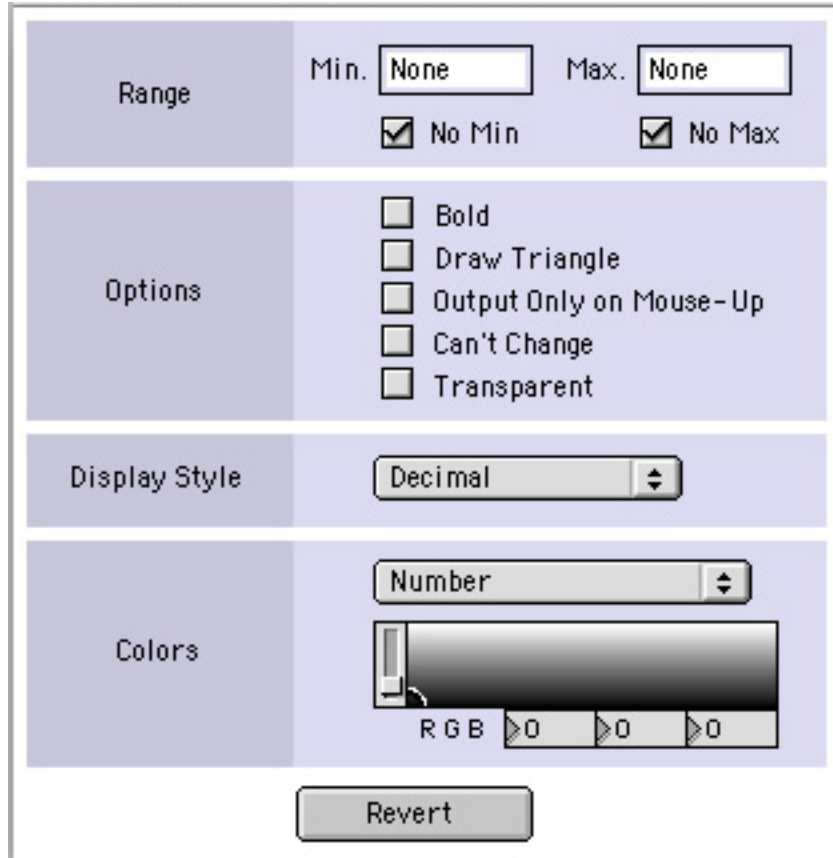 Range
Min. None Max. None
No Min No Max
Options
Bold
Draw Triangle
Output Only on Mouse-Up
Can't Change
Transparent
Display Style
Decimal
Colors
Number
R G B 0 0 0
Revert